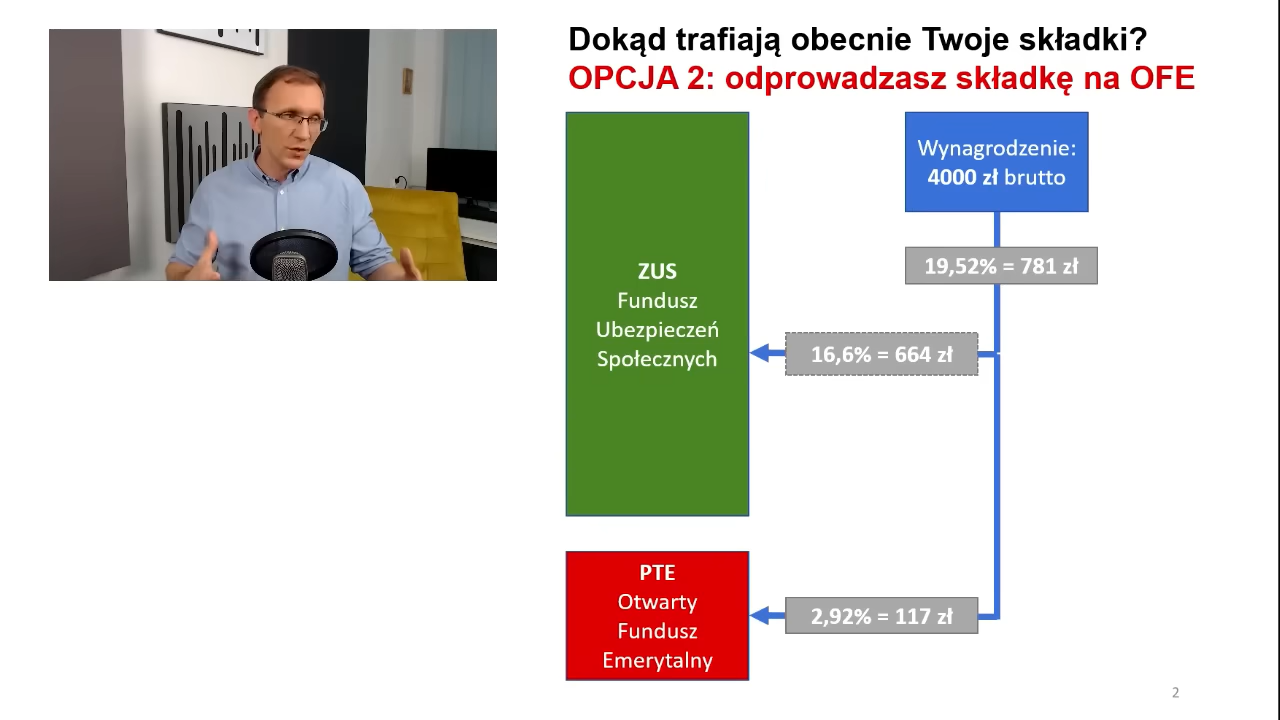 Dokąd trafiają obecnie Twoje składki?
OPCJA 2: odprowadzasz składkę na OFE
Wynagrodzenie:
4000 zł brutto
19,52% = 781 zł
ZUS
Fundusz
Ubezpieczeń
Społecznych
16,6% = 664 zł
PTE
Otwarty
Fundusz
Emerytalny
2,92% = 117 zł
2